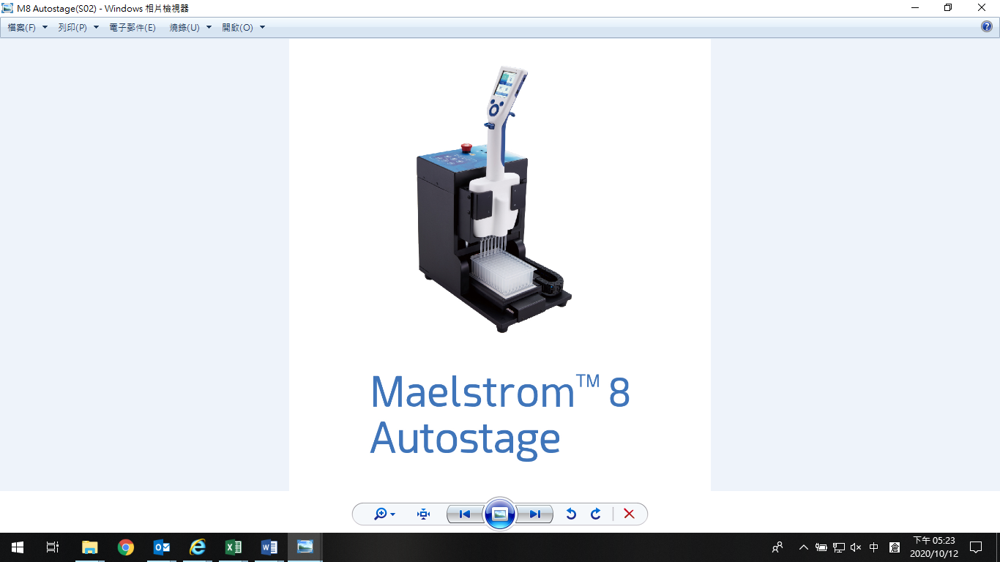 M8 Autostage(S02) - Windows 相片檢視器
檔案(F) 列印(P) 電子郵件(E) 燒錄(U) 開啟(O)
Maelstrom™ 8
Autostage
中 倉 下午 05:23
2020/10/12